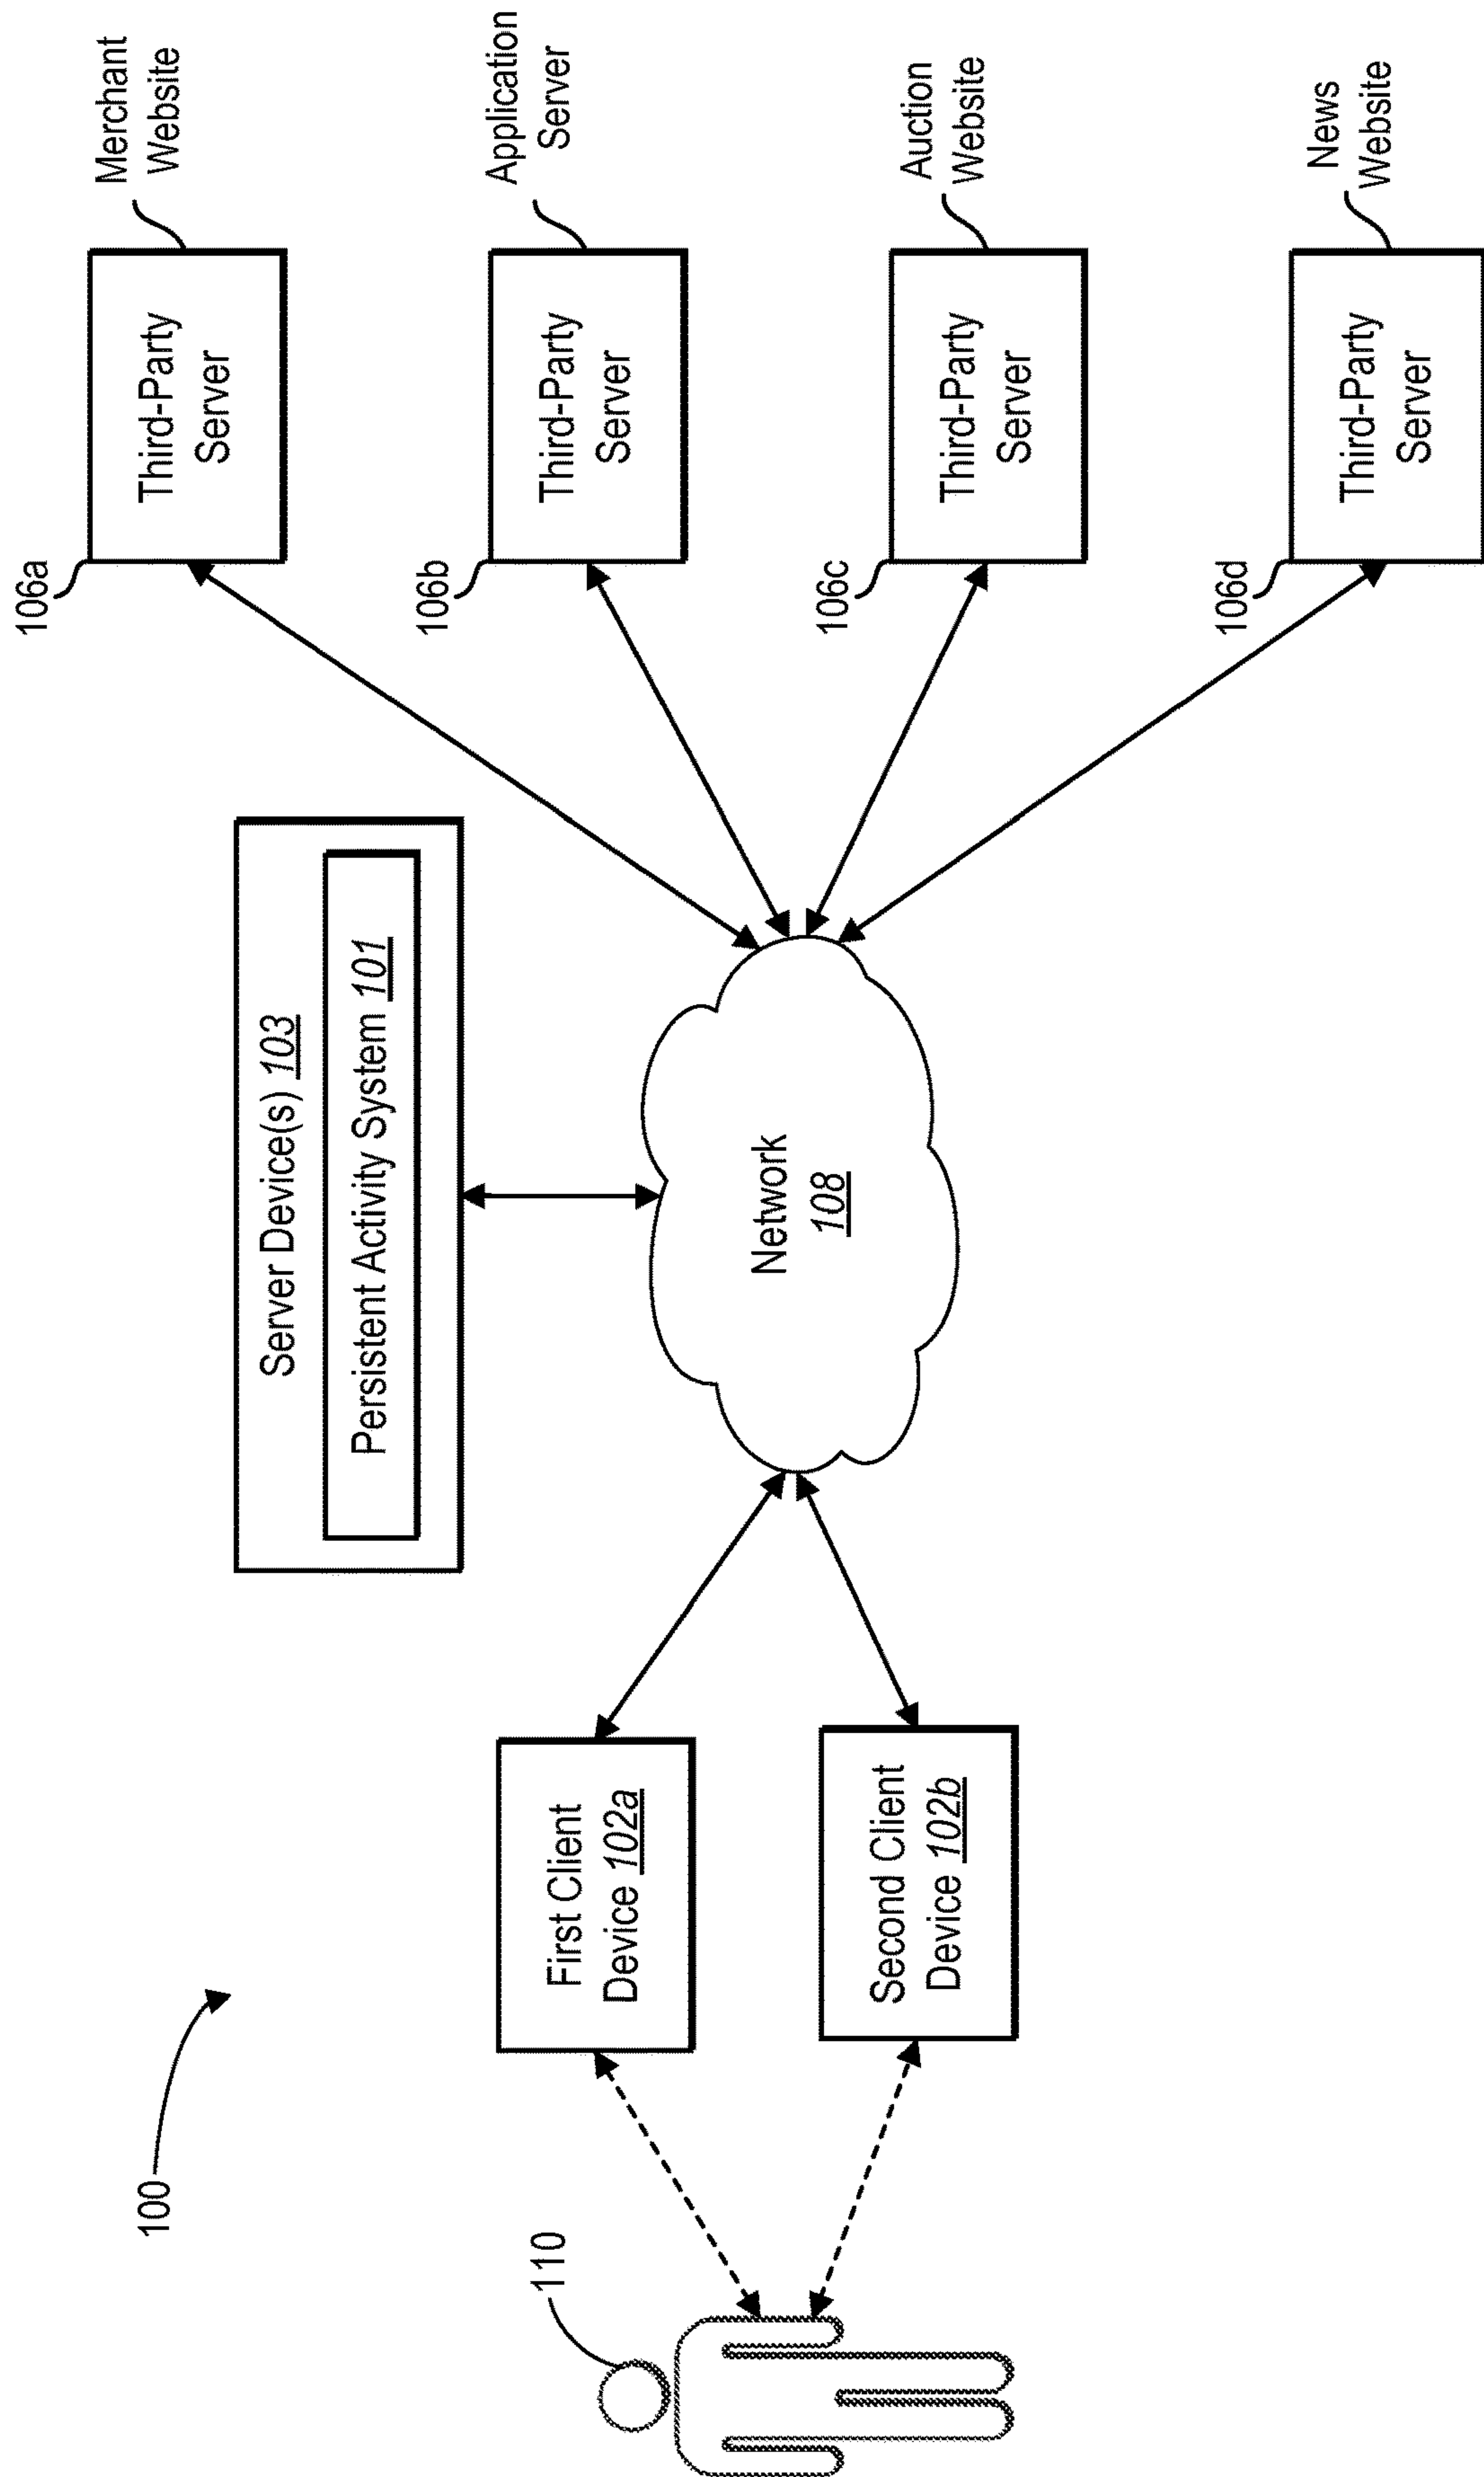 100
110
First Client
Device 102a
Second Client
Device 102b
Server Device(s) 103
Persistent Activity System 101
Network
108
106a
Third-Party
Server
Merchant
Website
106b
Third-Party
Server
Application
Server
106c
Third-Party
Server
Auction
Website
106d
Third-Party
Server
News
Website